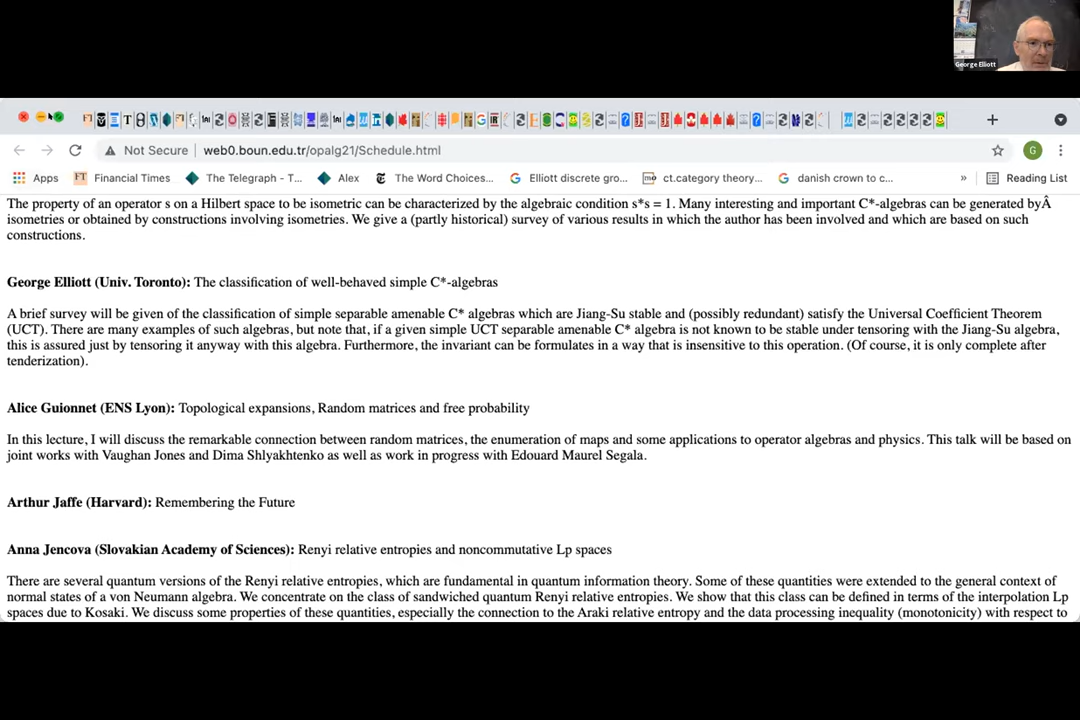 George Elliott
Not Secure | web0.boun.edu.tr/opalg21/Schedule.html
G
Apps FT Financial Times The Telegraph - T... Alex The Word Choices... Elliott discrete gro... mo ct.category theory... danish crown to c... » Reading List
The property of an operator s on a Hilbert space to be isometric can be characterized by the algebraic condition s*s = 1. Many interesting and important C*-algebras can be generated byÂ
isometries or obtained by constructions involving isometries. We give a (partly historical) survey of various results in which the author has been involved and which are based on such
constructions.
George Elliott (Univ. Toronto): The classification of well-behaved simple C*-algebras
A brief survey will be given of the classification of simple separable amenable C* algebras which are Jiang-Su stable and (possibly redundant) satisfy the Universal Coefficient Theorem
(UCT). There are many examples of such algebras, but note that, if a given simple UCT separable amenable C* algebra is not known to be stable under tensoring with the Jiang-Su algebra,
this is assured just by tensoring it anyway with this algebra. Furthermore, the invariant can be formulates in a way that is insensitive to this operation. (Of course, it is only complete after
tenderization).
Alice Guionnet (ENS Lyon): Topological expansions, Random matrices and free probability
In this lecture, I will discuss the remarkable connection between random matrices, the enumeration of maps and some applications to operator algebras and physics. This talk will be based on
joint works with Vaughan Jones and Dima Shlyakhtenko as well as work in progress with Edouard Maurel Segala.
Arthur Jaffe (Harvard): Remembering the Future
Anna Jencova (Slovakian Academy of Sciences): Renyi relative entropies and noncommutative Lp spaces
There are several quantum versions of the Renyi relative entropies, which are fundamental in quantum information theory. Some of these quantities were extended to the general context of
normal states of a von Neumann algebra. We concentrate on the class of sandwiched quantum Renyi relative entropies. We show that this class can be defined in terms of the interpolation Lp
spaces due to Kosaki. We discuss some properties of these quantities, especially the connection to the Araki relative entropy and the data processing inequality (monotonicity) with respect to